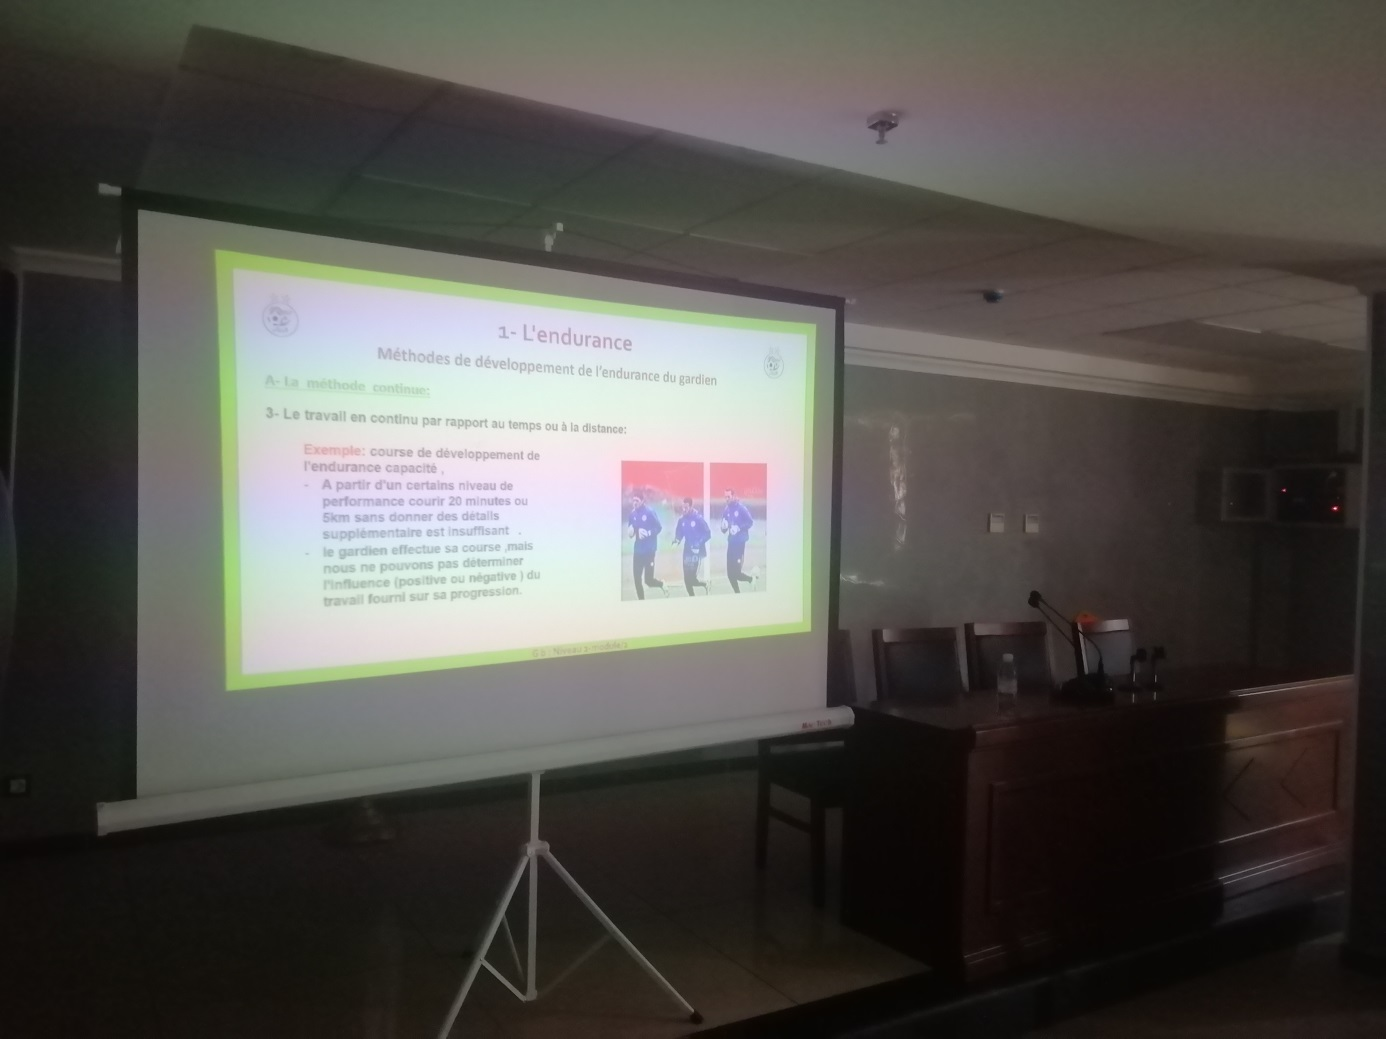 1- L'endurance
Méthodes de développement de l'endurance du gardien
A- La méthode continue:
3- Le travail en continu par rapport au temps ou à la distance:
Exemple: course de développement de
l'endurance capacité ,
- A partir d'un certains niveau de
performance courir 20 minutes ou
5km sans donner des détails
supplémentaire est insuffisant .
- le gardien effectue sa course ,mais
nous ne pouvons pas déterminer
l'influence (positive ou négative ) du
travail fourni sur sa progression.
Niveau